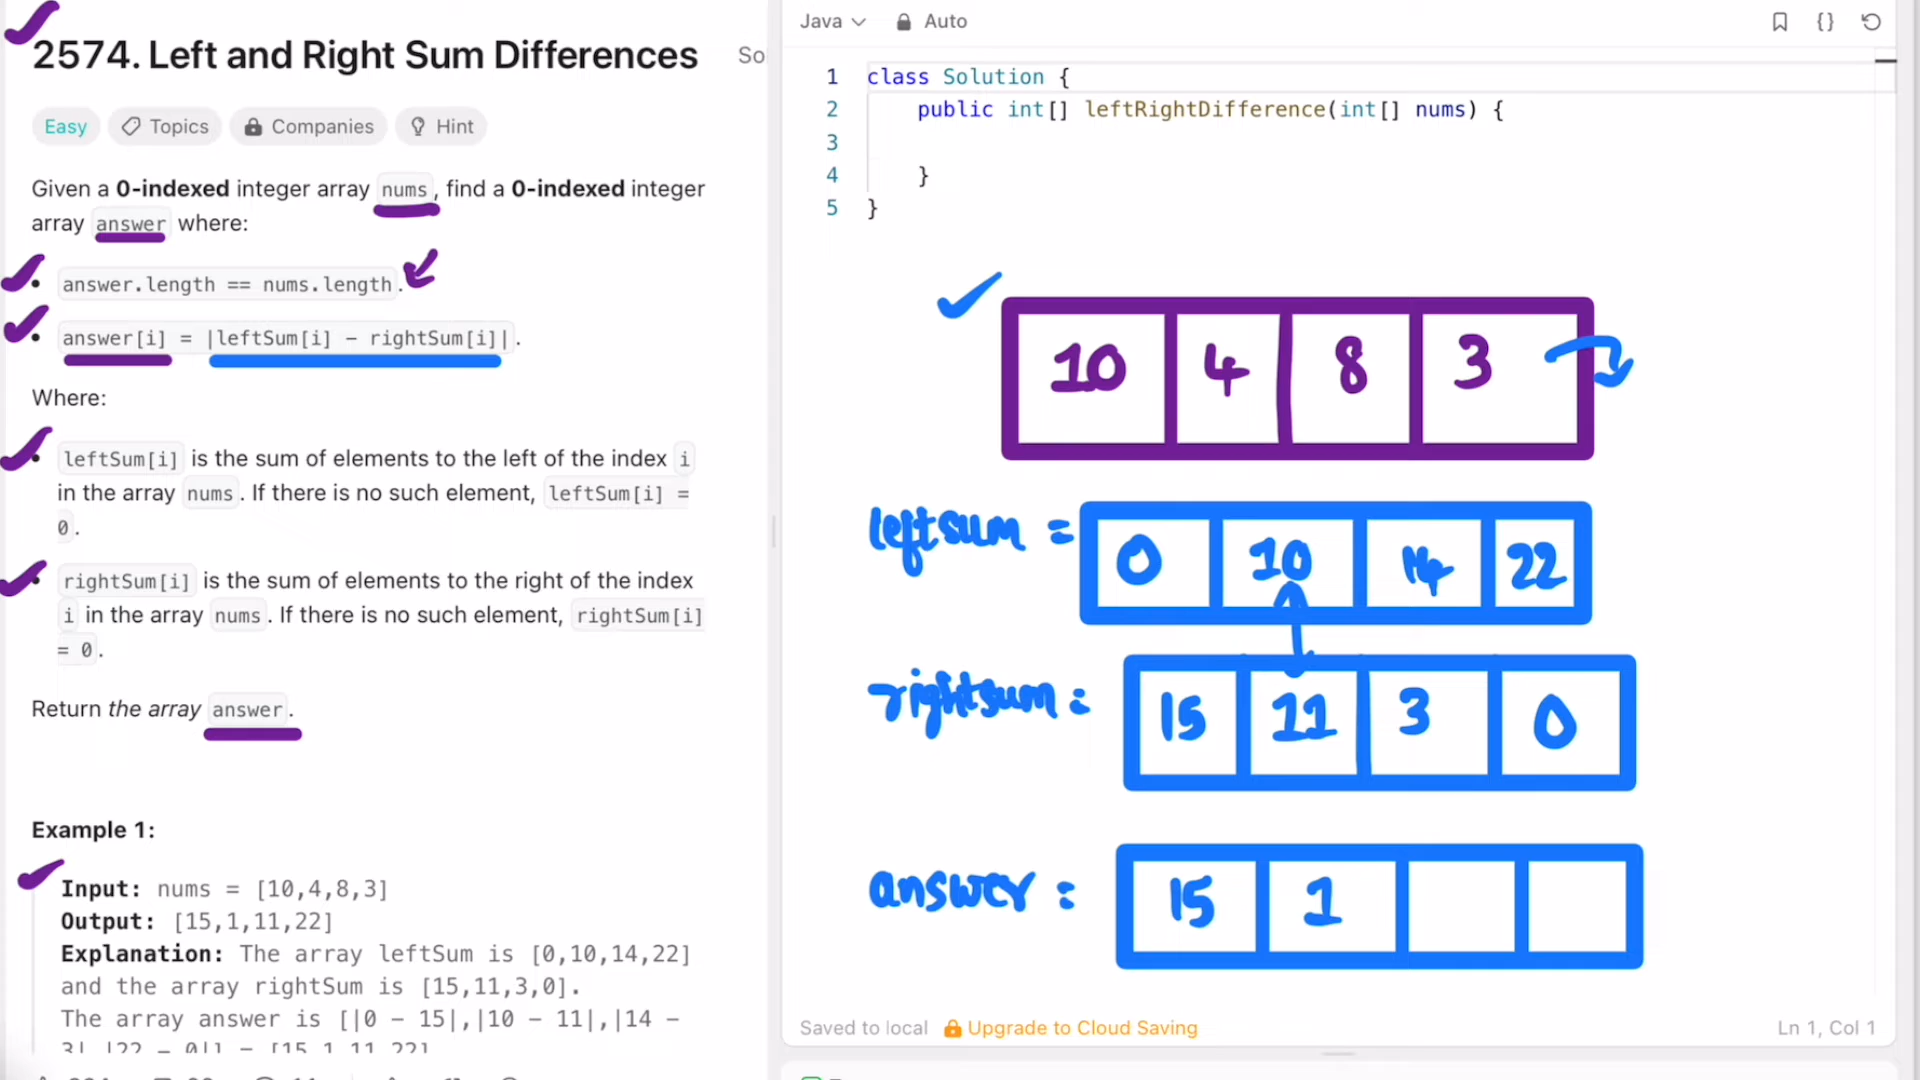 2574. Left and Right Sum Differences
So
Easy
Topics
Companies
Hint
Given a 0-indexed integer array nums, find a 0-indexed integer
array answer where:
answer.length == nums.length.
answer[i] = |leftSum[i] - rightSum[i]|.
Where:
leftSum[i] is the sum of elements to the left of the index i
in the array nums. If there is no such element, leftSum[i] =
0.
rightSum[i] is the sum of elements to the right of the index
i in the array nums. If there is no such element, rightSum[i]
= 0.
Return the array answer.
Example 1:
Input: nums = [10,4,8,3]
Output: [15,1,11,22]
Explanation: The array leftSum is [0,10,14,22]
and the array rightSum is [15,11,3,0].
The array answer is [|0 - 15|,|10 - 11|,|14 -
3|,|22 - 0|] = [15,1,11,22].
Java
Auto
1 class Solution {
2 public int[] leftRightDifference(int[] nums) {
3
4 }
5 }
10 4 8 3
leftsum = 0 10 14 22
rightsum = 15 11 3 0
answer = 15 1
Saved to local
Upgrade to Cloud Saving
Ln 1, Col 1